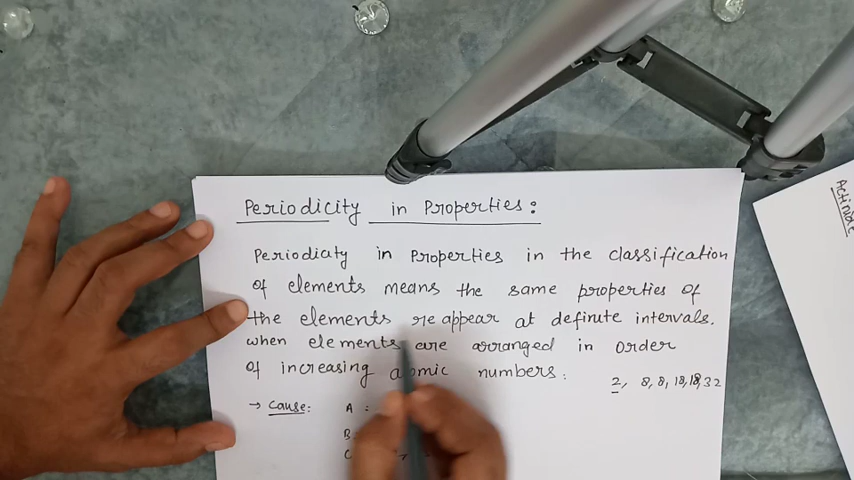 Periodicity in Properties:
Periodicity in Properties in the classification
of elements means the same properties of
the elements reappear at definite intervals.
when elements are arranged in order
of increasing atomic numbers:
2, 8, 8, 18, 18, 32
→ Cause: A =
B
C
Actinide